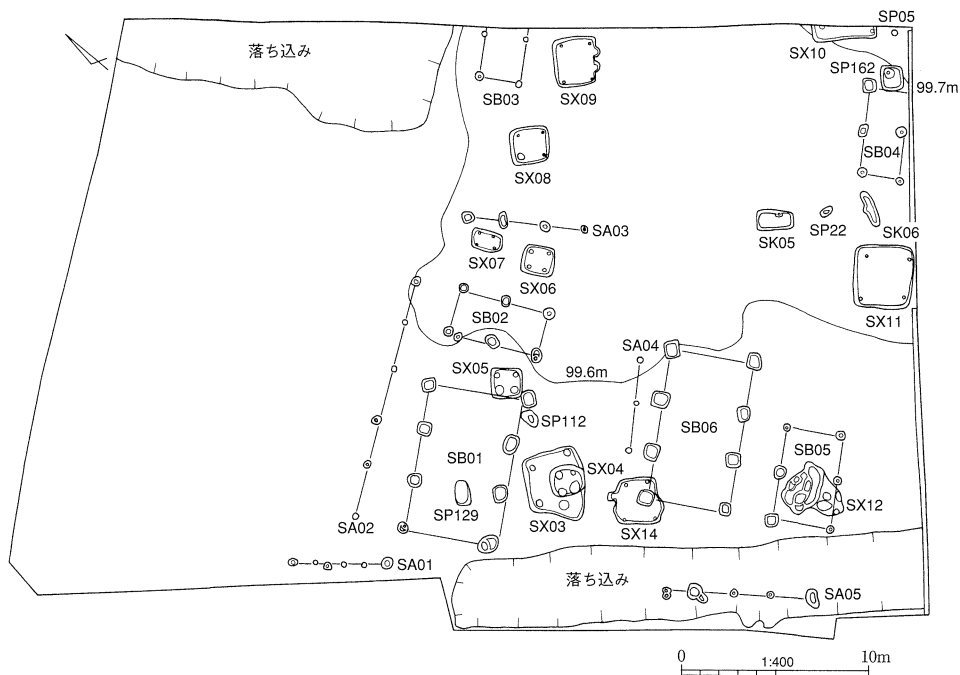 SP05
落ち込み
SX10
SP162
99.7m
SB03
SX09
SB04
SX08
SA03
SK05
SP22
SK06
SX07
SX06
SX11
SB02
SA04
99.6m
SX05
SP112
SB06
SB01
SB05
SX04
SP129
SX12
SX03
SX14
SA02
SA01
落ち込み
SA05
0 1:400 10m